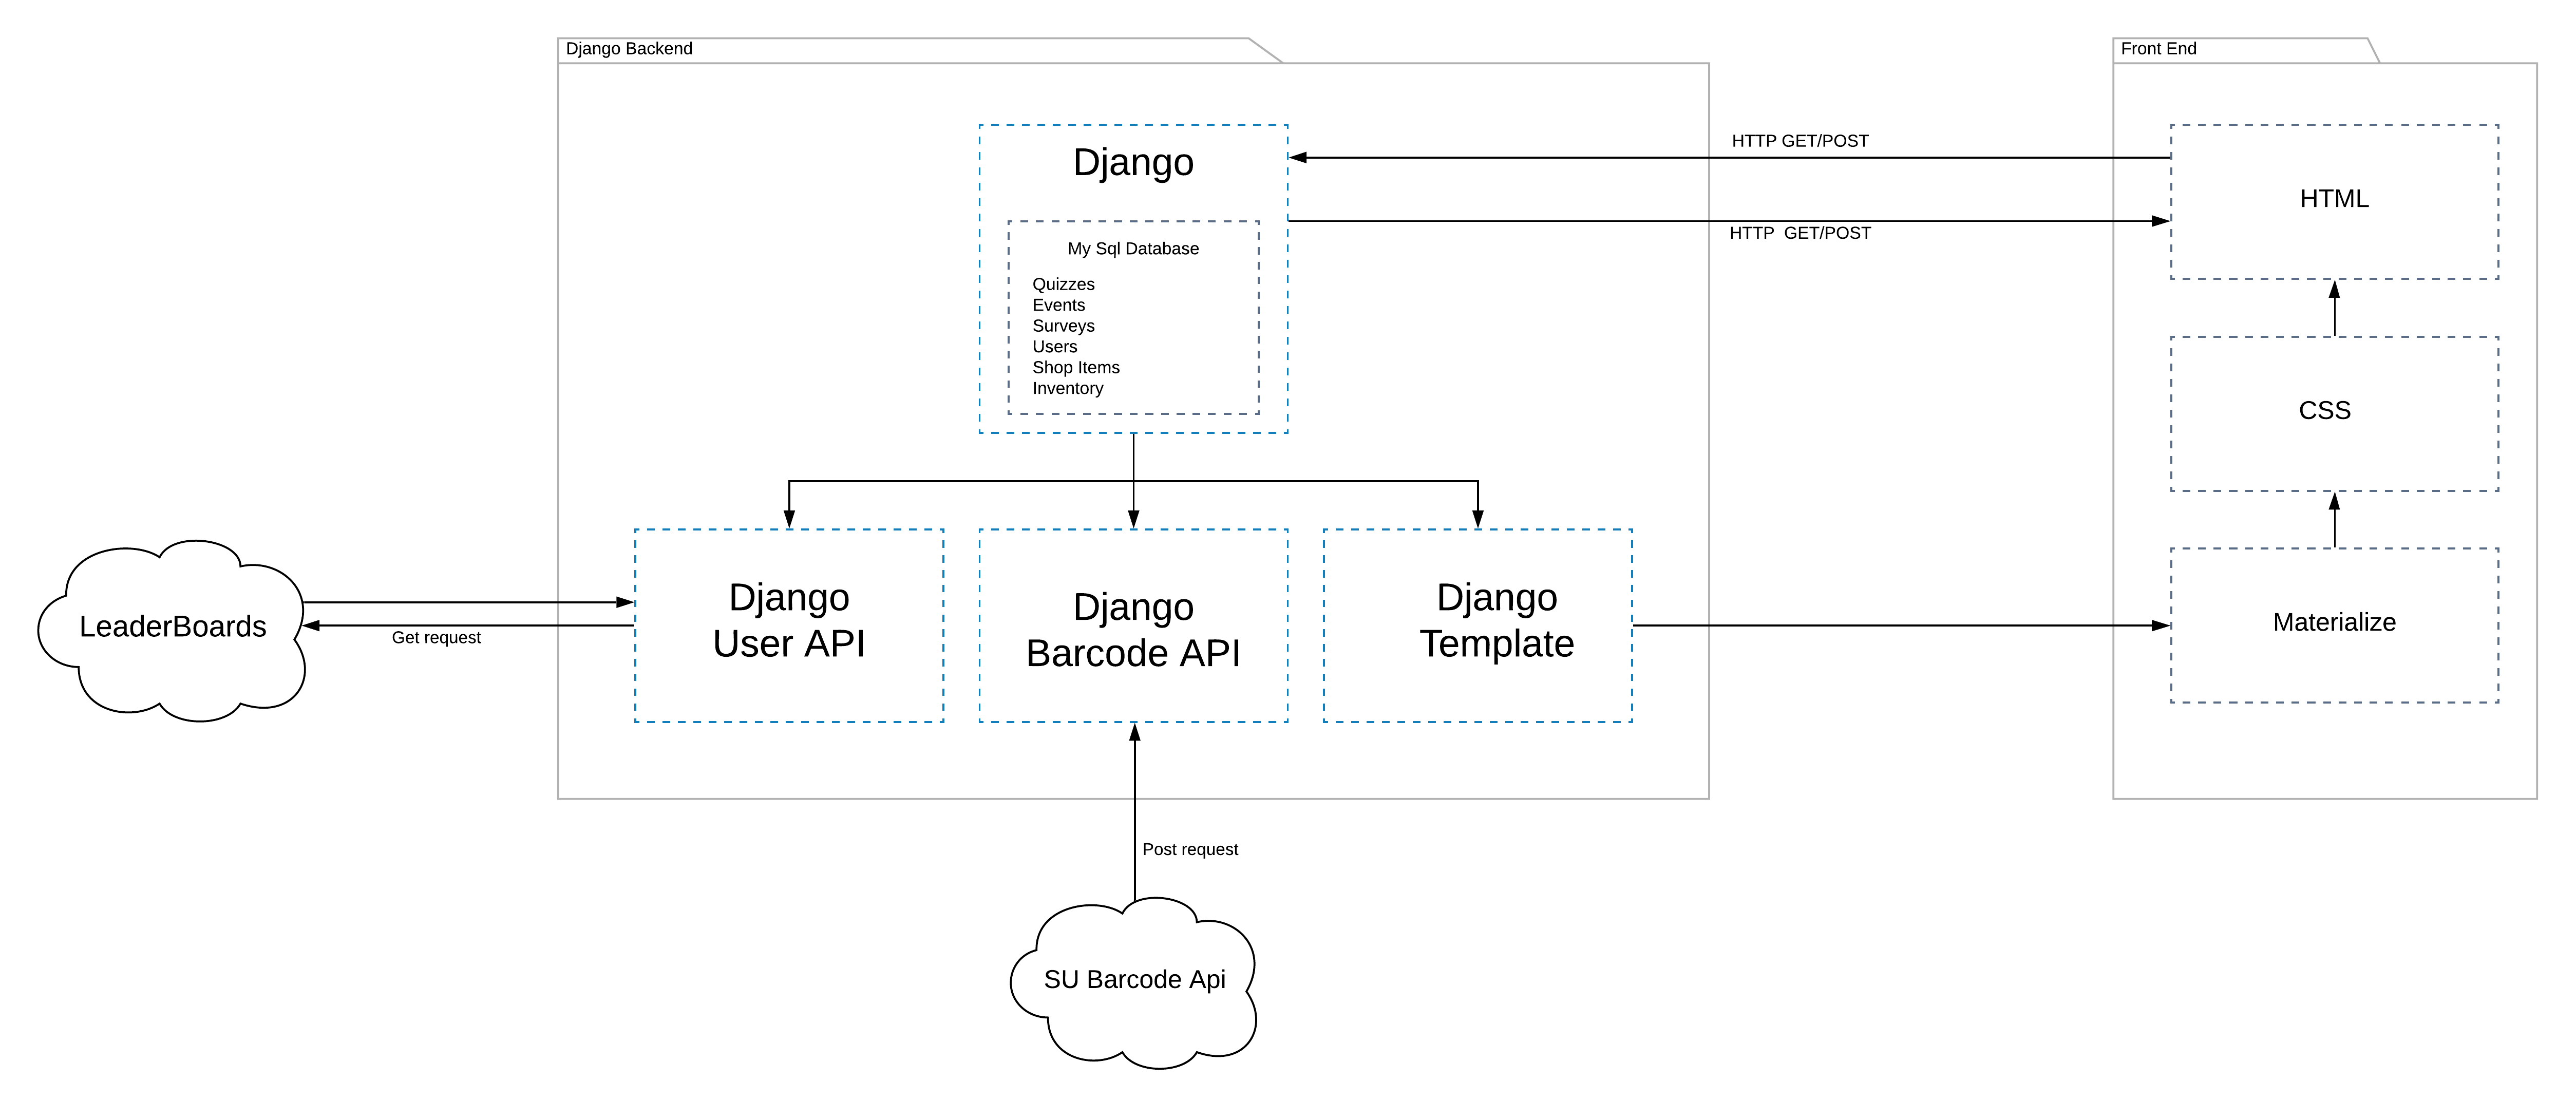 Django Backend
Front End
Django
My Sql Database
Quizzes
Events
Surveys
Users
Shop Items
Inventory
HTTP GET/POST
HTTP  GET/POST
HTML
CSS
Materialize
Django
User API
Django
Barcode API
Django
Template
LeaderBoards
Get request
Post request
SU Barcode Api